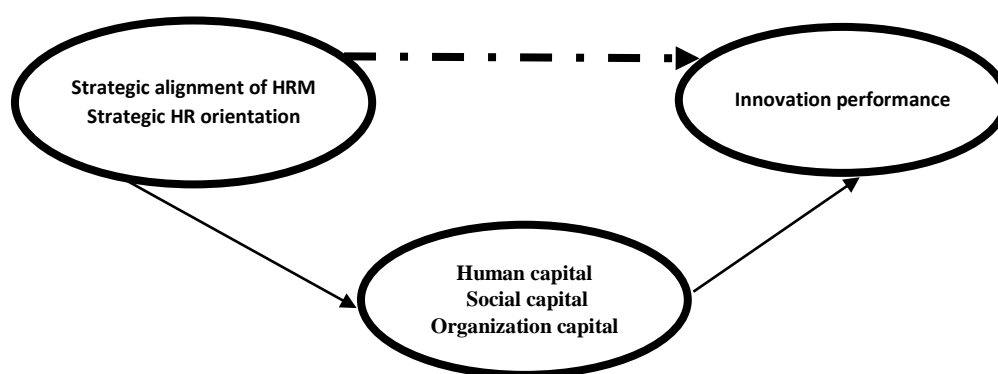 Strategic alignment of HRM
Strategic HR orientation
Innovation performance
Human capital
Social capital
Organization capital